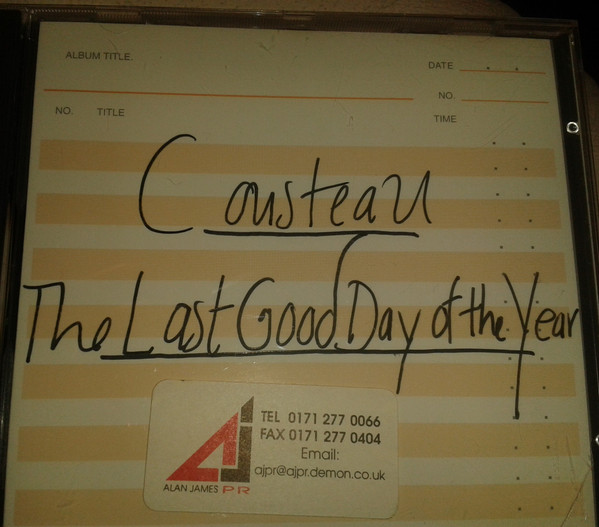 ALBUM TITLE.
DATE
NO.
NO. TITLE
TIME
Cousteau
The Last Good Day of the Year
TEL 0171 277 0066
FAX 0171 277 0404
Email:
ajpr@ajpr.demon.co.uk
AJ
ALAN JAMES PR